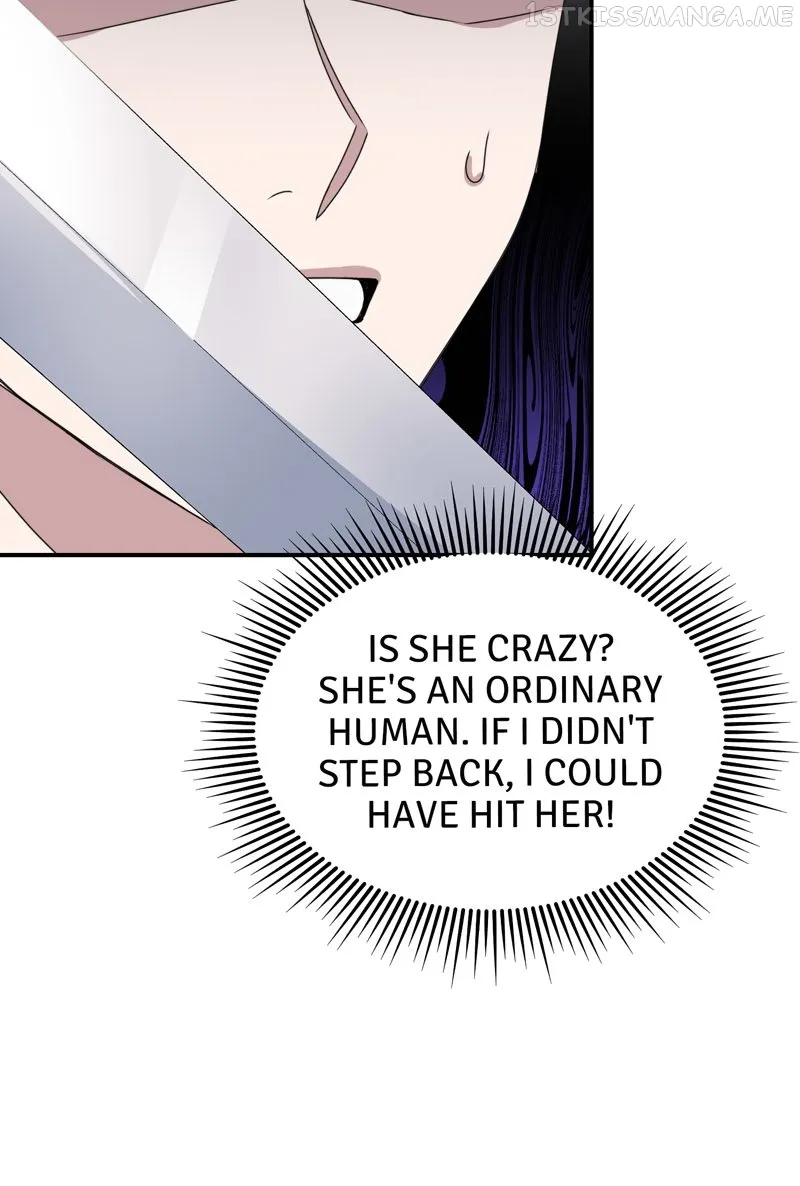 1STKISSMANGA.ME
IS SHE CRAZY?
SHE'S AN ORDINARY
HUMAN. IF I DIDN'T
STEP BACK, I COULD
HAVE HIT HER!